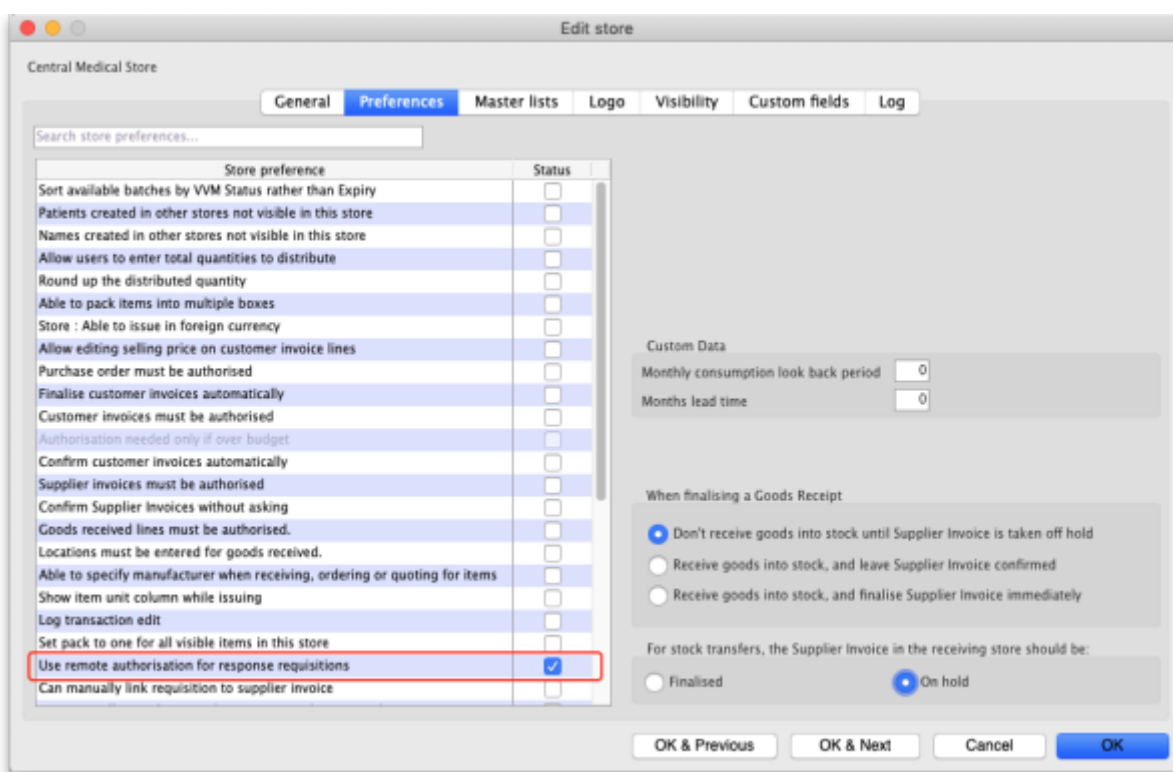 Edit store
Central Medical Store
General Preferences Master lists Logo Visibility Custom fields Log
Search store preferences...
Store preference Status
Sort available batches by VVM Status rather than Expiry
Patients created in other stores not visible in this store
Names created in other stores not visible in this store
Allow users to enter total quantities to distribute
Round up the distributed quantity
Able to pack items into multiple boxes
Store : Able to issue in foreign currency
Allow editing selling price on customer invoice lines
Purchase order must be authorised
Finalise customer invoices automatically
Customer invoices must be authorised
Authorisation needed only if over budget
Confirm customer invoices automatically
Supplier invoices must be authorised
Confirm Supplier Invoices without asking
Goods received lines must be authorised.
Locations must be entered for goods received.
Able to specify manufacturer when receiving, ordering or quoting for items
Show item unit column while issuing
Log transaction edit
Set pack to one for all visible items in this store
Use remote authorisation for response requisitions
Can manually link requisition to supplier invoice
Custom Data
Monthly consumption look back period 0
Months lead time 0
When finalising a Goods Receipt
Don't receive goods into stock until Supplier Invoice is taken off hold
Receive goods into stock, and leave Supplier Invoice confirmed
Receive goods into stock, and finalise Supplier Invoice immediately
For stock transfers, the Supplier Invoice in the receiving store should be:
Finalised On hold
OK & Previous OK & Next Cancel OK